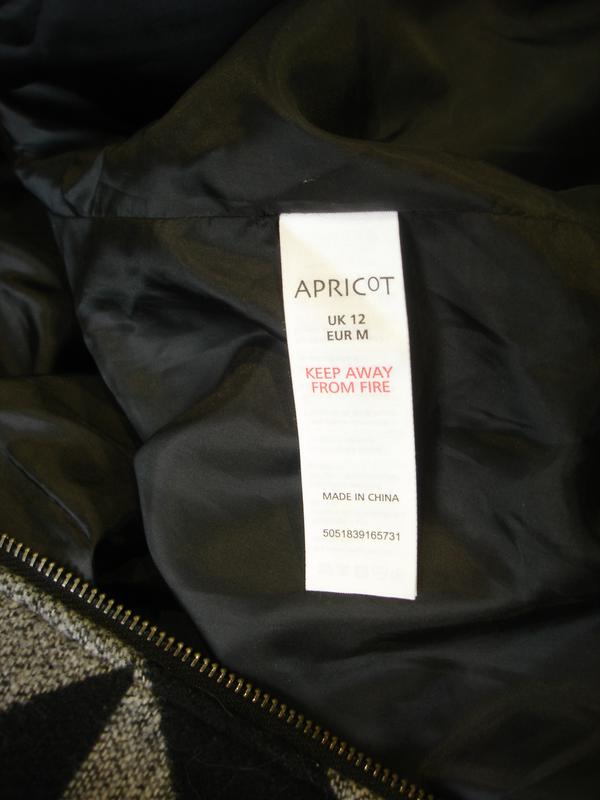 APRICOT
UK 12
EUR M
KEEP AWAY
FROM FIRE
MADE IN CHINA
5051839165731